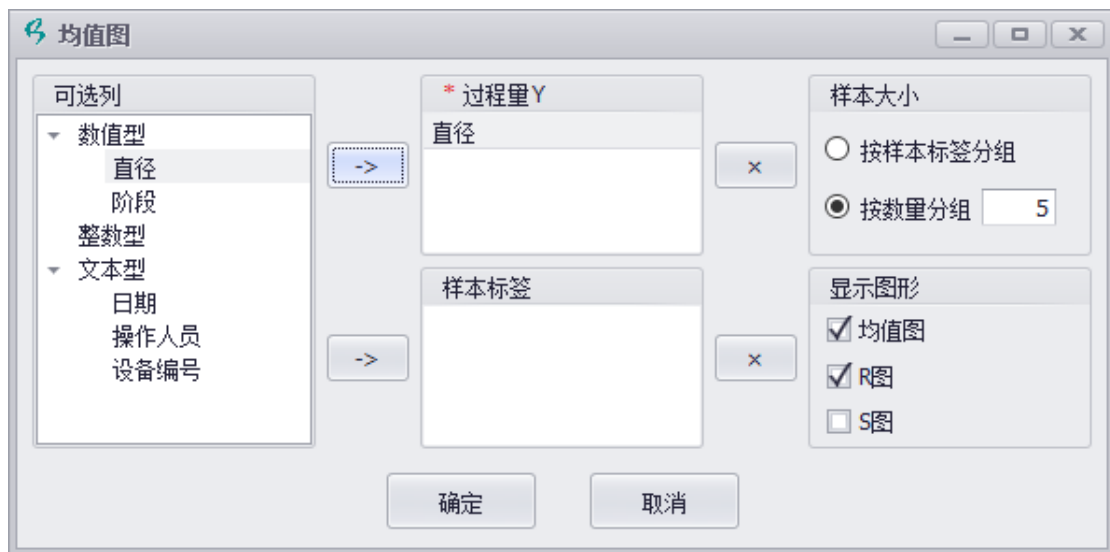 均值图
可选列
数值型
直径
阶段
整数型
文本型
日期
操作人员
设备编号
->
->
* 过程量Y
直径
样本标签
×
×
样本大小
按样本标签分组
按数量分组 5
显示图形
均值图
R图
S图
确定
取消